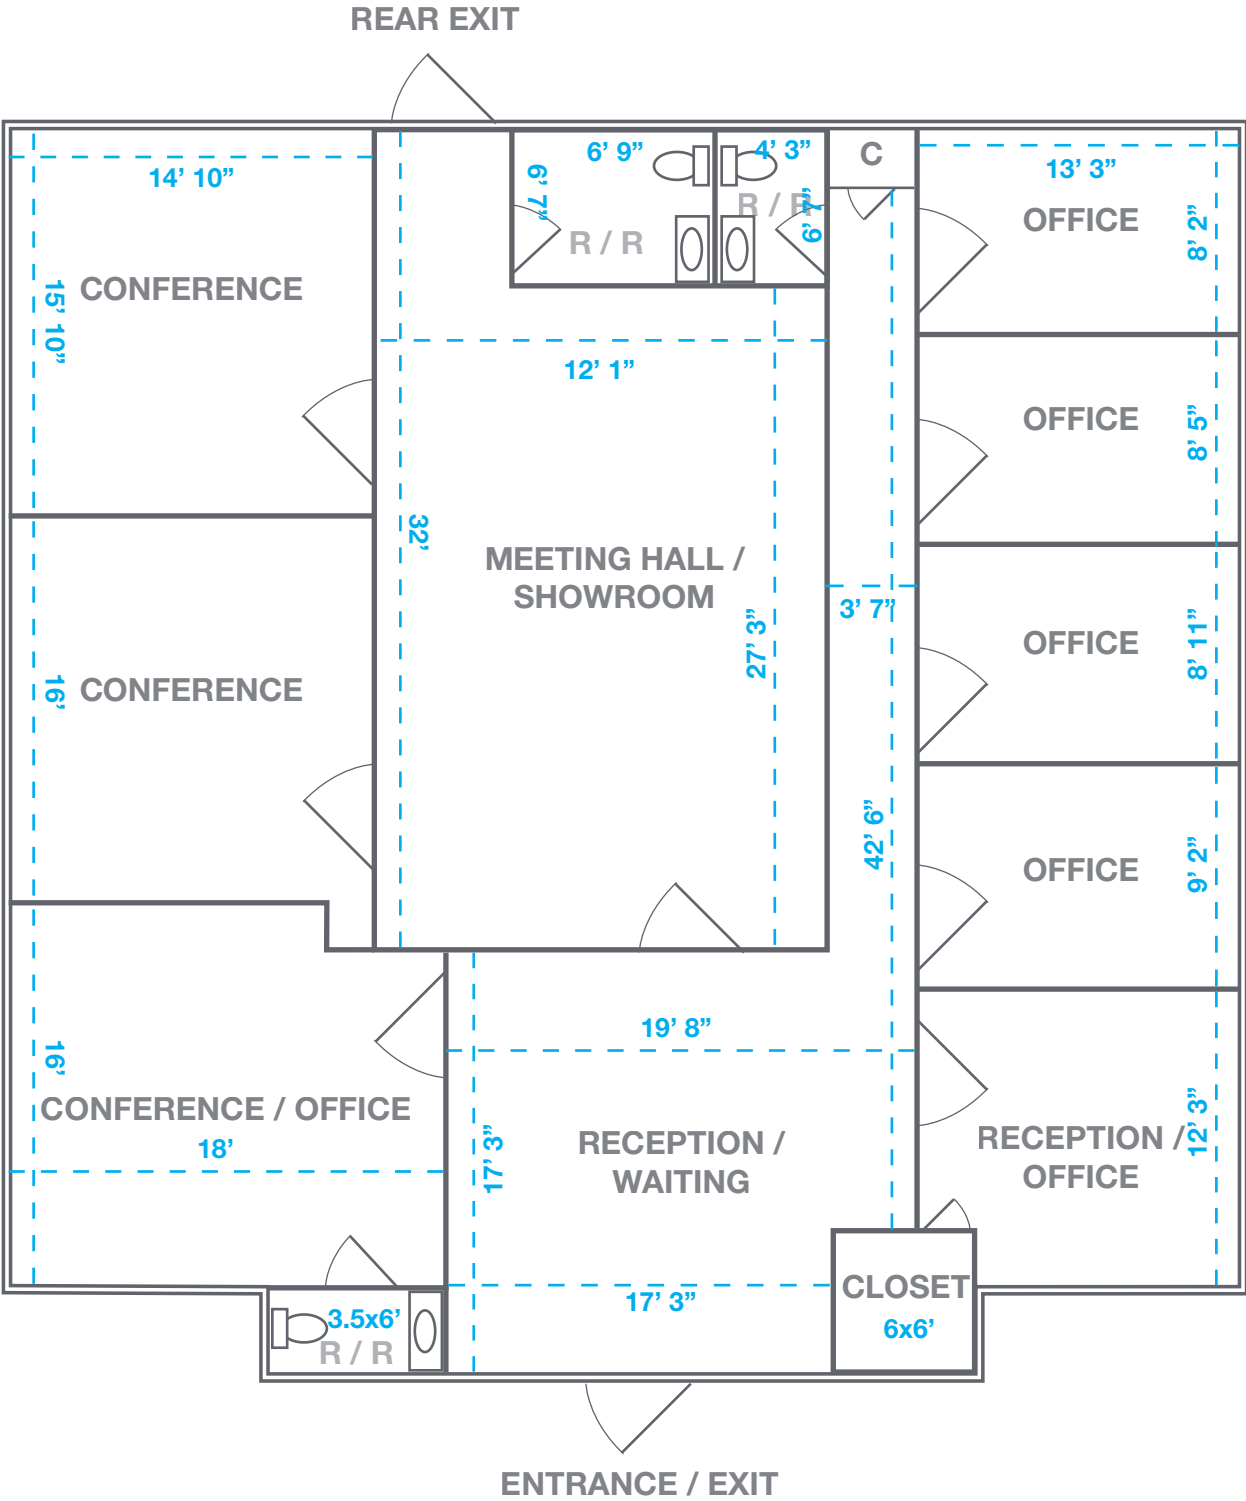 REAR EXIT
6’ 9”
4’ 3”
C
14’ 10”
13’ 3”
6’ 7”
R / R
6’ 7”
OFFICE
8’ 2”
R / R
CONFERENCE
15’ 10”
12’ 1”
OFFICE
8’ 5”
32’
MEETING HALL /
SHOWROOM
3’ 7”
27’ 3”
OFFICE
8’ 11”
CONFERENCE
16’
42’ 6”
OFFICE
9’ 2”
19’ 8”
16’
CONFERENCE / OFFICE
18’
17’ 3”
RECEPTION /
WAITING
RECEPTION /
OFFICE
12’ 3”
17’ 3”
CLOSET
6x6’
3.5x6’
R / R
ENTRANCE / EXIT